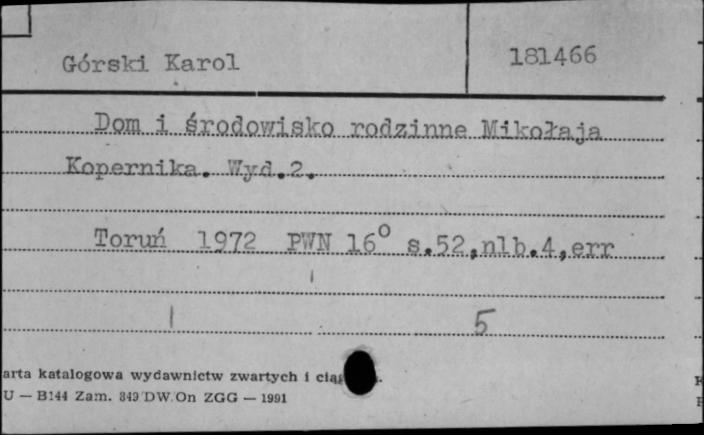 Górski Karol
181466
Dom i środowisko rodzinne Mikołaja
Kopernika. Wyd.2.
Toruń 1972 PWN 16° s.52,nlb.4,err
5
arta katalogowa wydawnictw zwartych i
U — B144 Zam. 849 DW.On ZGG — 1991